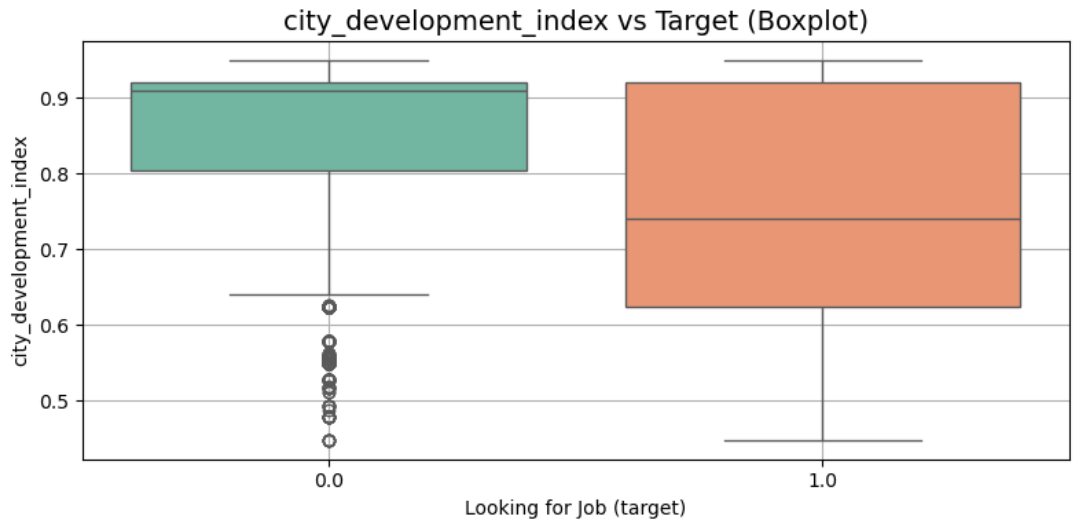 city_development_index vs Target (Boxplot)
city_development_index
0.9
0.8
0.7
0.6
0.5
0.0
1.0
Looking for Job (target)